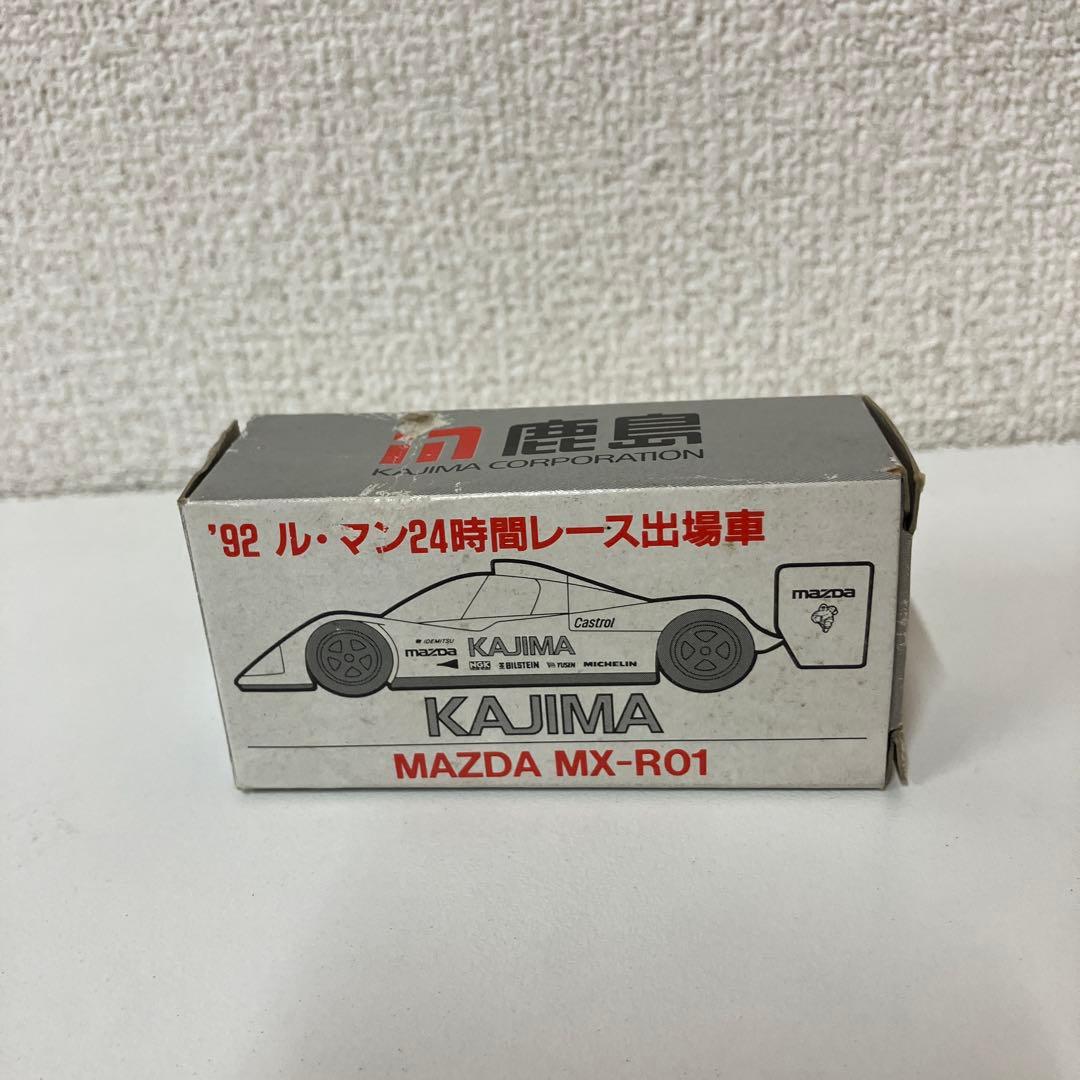 鹿島
KAJIMA CORPORATION
'92 ル・マン24時間レース出場車
mazda
Castrol
IDEMITSU
mazda KAJIMA
NGK BILSTEIN YUSEN MICHELIN
KAJIMA
MAZDA MX-R01